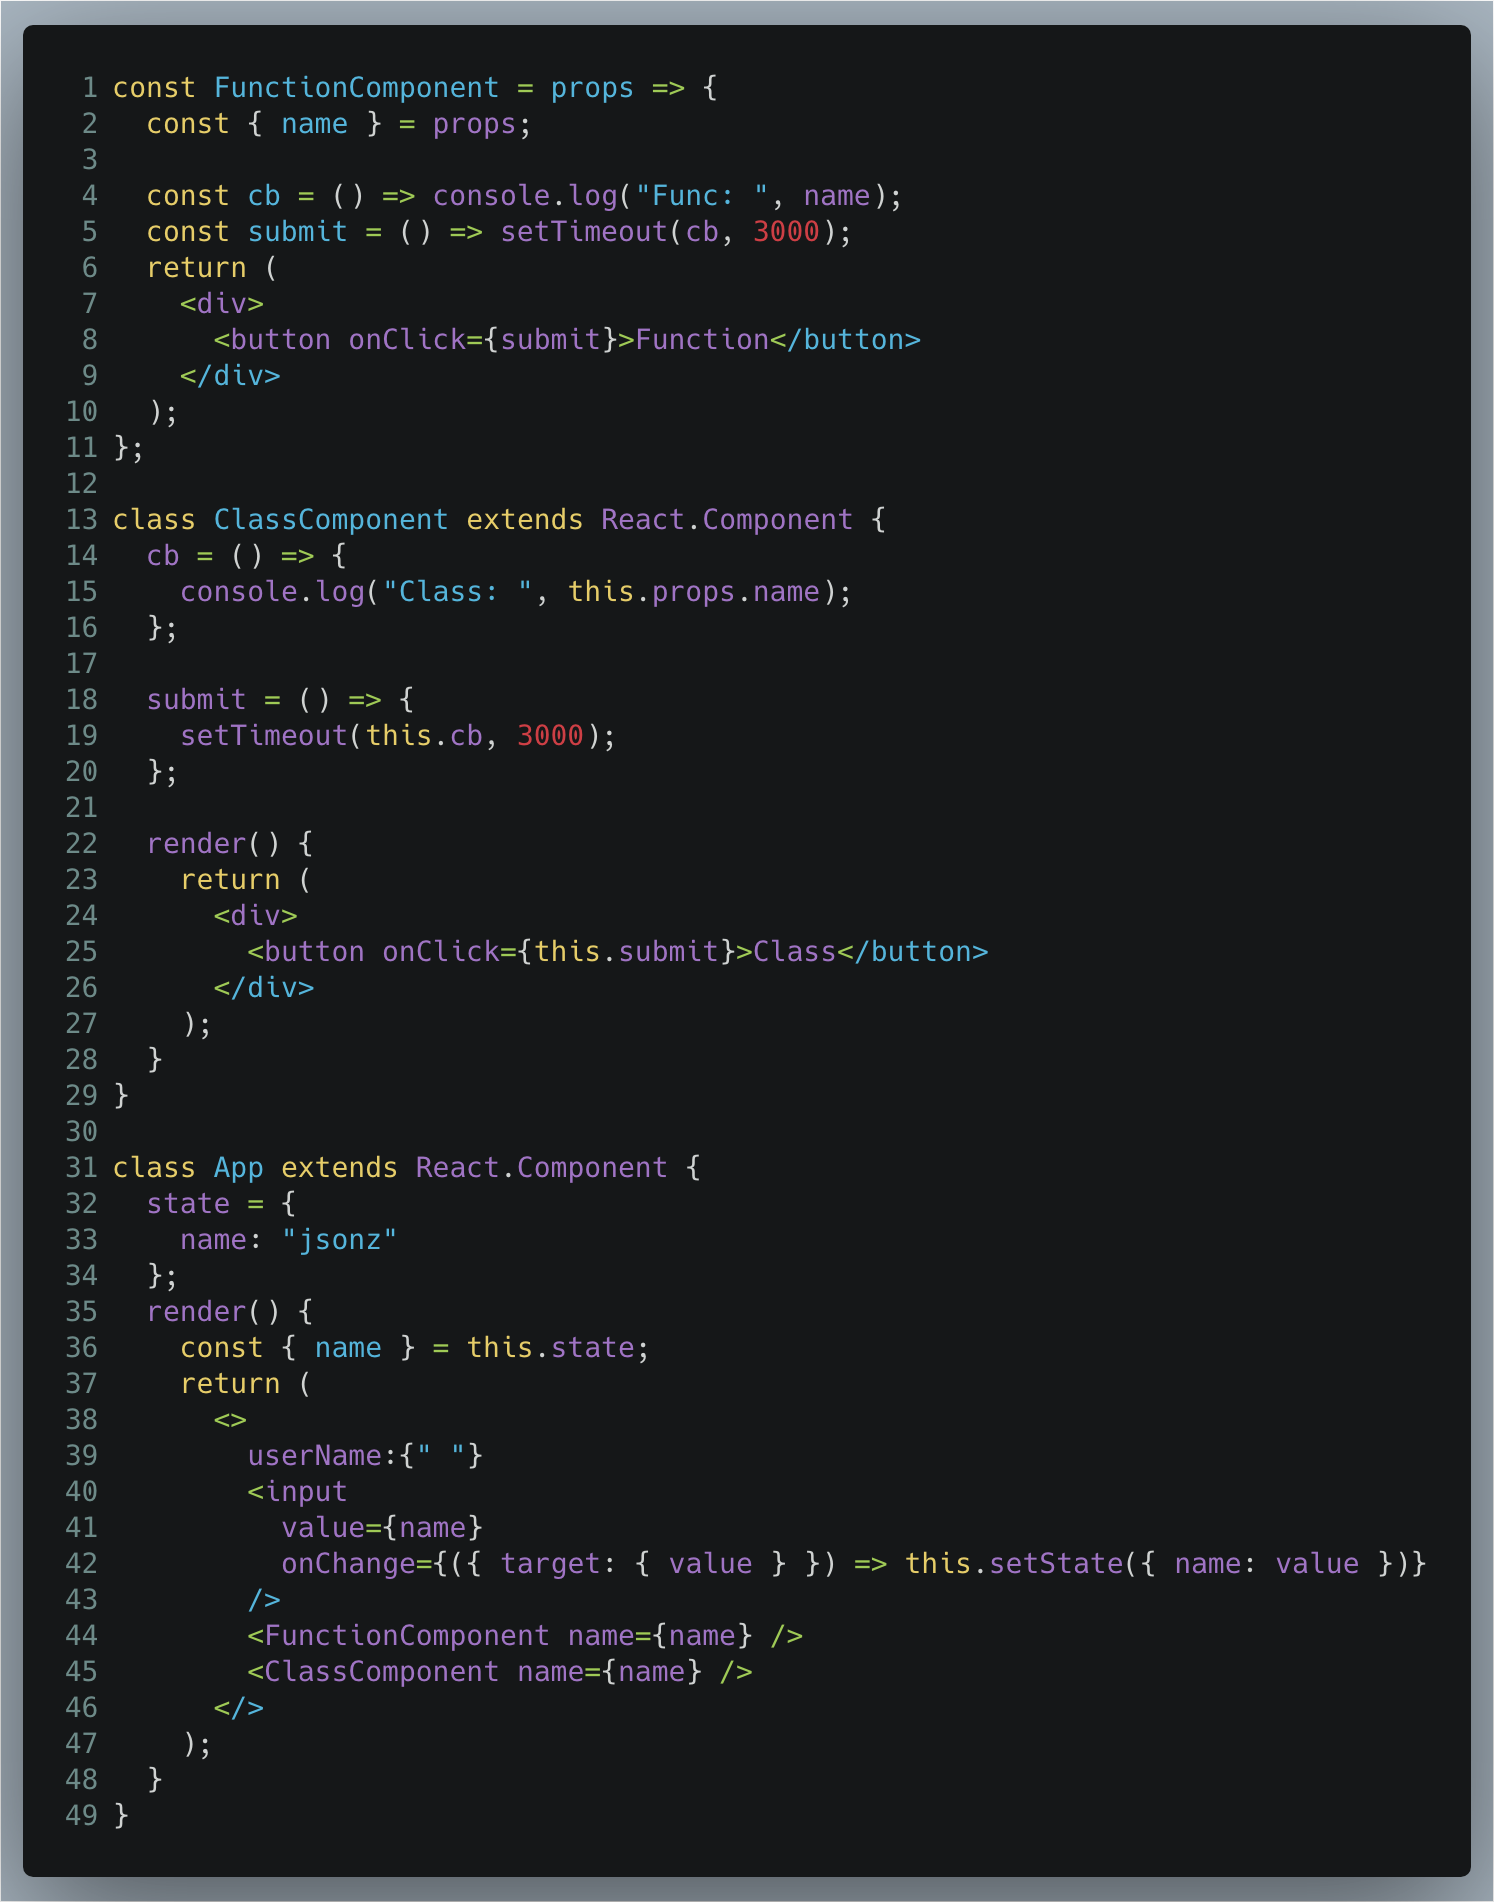 1 const FunctionComponent = props => {
2   const { name } = props;
3
4   const cb = () => console.log("Func: ", name);
5   const submit = () => setTimeout(cb, 3000);
6   return (
7     <div>
8       <button onClick={submit}>Function</button>
9     </div>
10   );
11 };
12
13 class ClassComponent extends React.Component {
14   cb = () => {
15     console.log("Class: ", this.props.name);
16   };
17
18   submit = () => {
19     setTimeout(this.cb, 3000);
20   };
21
22   render() {
23     return (
24       <div>
25         <button onClick={this.submit}>Class</button>
26       </div>
27     );
28   }
29 }
30
31 class App extends React.Component {
32   state = {
33     name: "jsonz"
34   };
35   render() {
36     const { name } = this.state;
37     return (
38       <>
39         userName:{" "}
40         <input
41           value={name}
42           onChange={({ target: { value } }) => this.setState({ name: value })}
43         />
44         <FunctionComponent name={name} />
45         <ClassComponent name={name} />
46       </>
47     );
48   }
49 }